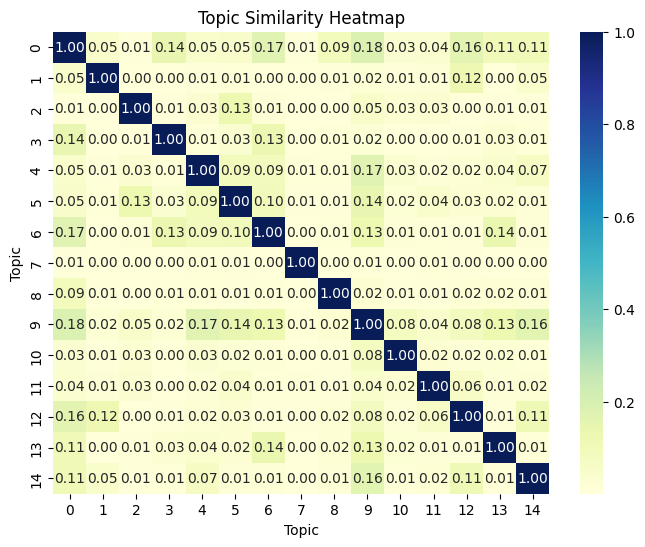 Topic Similarity Heatmap
0 1.00 0.05 0.01 0.14 0.05 0.05 0.17 0.01 0.09 0.18 0.03 0.04 0.16 0.11 0.11
1 0.05 1.00 0.00 0.00 0.01 0.01 0.00 0.00 0.01 0.02 0.01 0.01 0.12 0.00 0.05
2 0.01 0.00 1.00 0.01 0.03 0.13 0.01 0.00 0.00 0.05 0.03 0.03 0.00 0.01 0.01
3 0.14 0.00 0.01 1.00 0.01 0.03 0.13 0.00 0.01 0.02 0.00 0.00 0.01 0.03 0.01
4 0.05 0.01 0.03 0.01 1.00 0.09 0.09 0.01 0.01 0.17 0.03 0.02 0.02 0.04 0.07
5 0.05 0.01 0.13 0.03 0.09 1.00 0.10 0.00 0.01 0.14 0.02 0.04 0.03 0.02 0.01
6 0.17 0.00 0.01 0.13 0.09 0.10 1.00 0.00 0.01 0.13 0.01 0.01 0.01 0.14 0.01
7 0.01 0.00 0.00 0.00 0.01 0.00 0.00 1.00 0.00 0.01 0.00 0.01 0.00 0.00 0.00
8 0.09 0.01 0.00 0.01 0.01 0.01 0.01 0.00 1.00 0.02 0.01 0.01 0.02 0.02 0.01
9 0.18 0.02 0.05 0.02 0.17 0.14 0.13 0.01 0.02 1.00 0.08 0.04 0.08 0.13 0.16
10 0.03 0.01 0.03 0.00 0.03 0.02 0.01 0.00 0.01 0.08 1.00 0.02 0.02 0.02 0.01
11 0.04 0.01 0.03 0.00 0.02 0.04 0.01 0.01 0.01 0.04 0.02 1.00 0.06 0.01 0.02
12 0.16 0.12 0.00 0.01 0.02 0.03 0.01 0.00 0.02 0.08 0.02 0.06 1.00 0.01 0.11
13 0.11 0.00 0.01 0.03 0.04 0.02 0.14 0.00 0.02 0.13 0.02 0.01 0.01 1.00 0.01
14 0.11 0.05 0.01 0.01 0.07 0.01 0.01 0.00 0.01 0.16 0.01 0.02 0.11 0.01 1.00
0 1 2 3 4 5 6 7 8 9 10 11 12 13 14
Topic
Topic
1.0
0.8
0.6
0.4
0.2